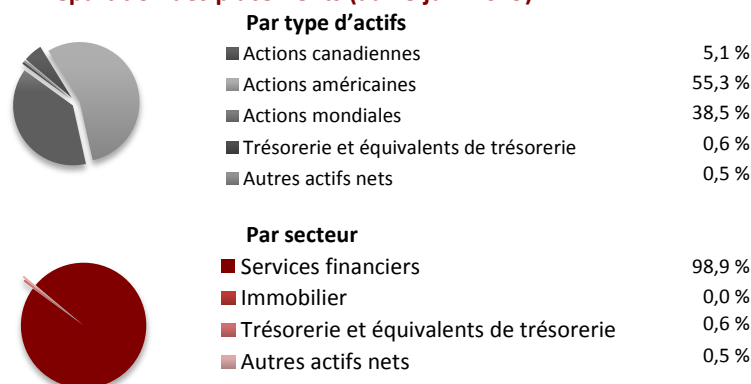 Par type d’actifs
Actions canadiennes 5,1 %
Actions américaines 55,3 %
Actions mondiales 38,5 %
Trésorerie et équivalents de trésorerie 0,6 %
Autres actifs nets 0,5 %
Par secteur
Services financiers 98,9 %
Immobilier 0,0 %
Trésorerie et équivalents de trésorerie 0,6 %
Autres actifs nets 0,5 %